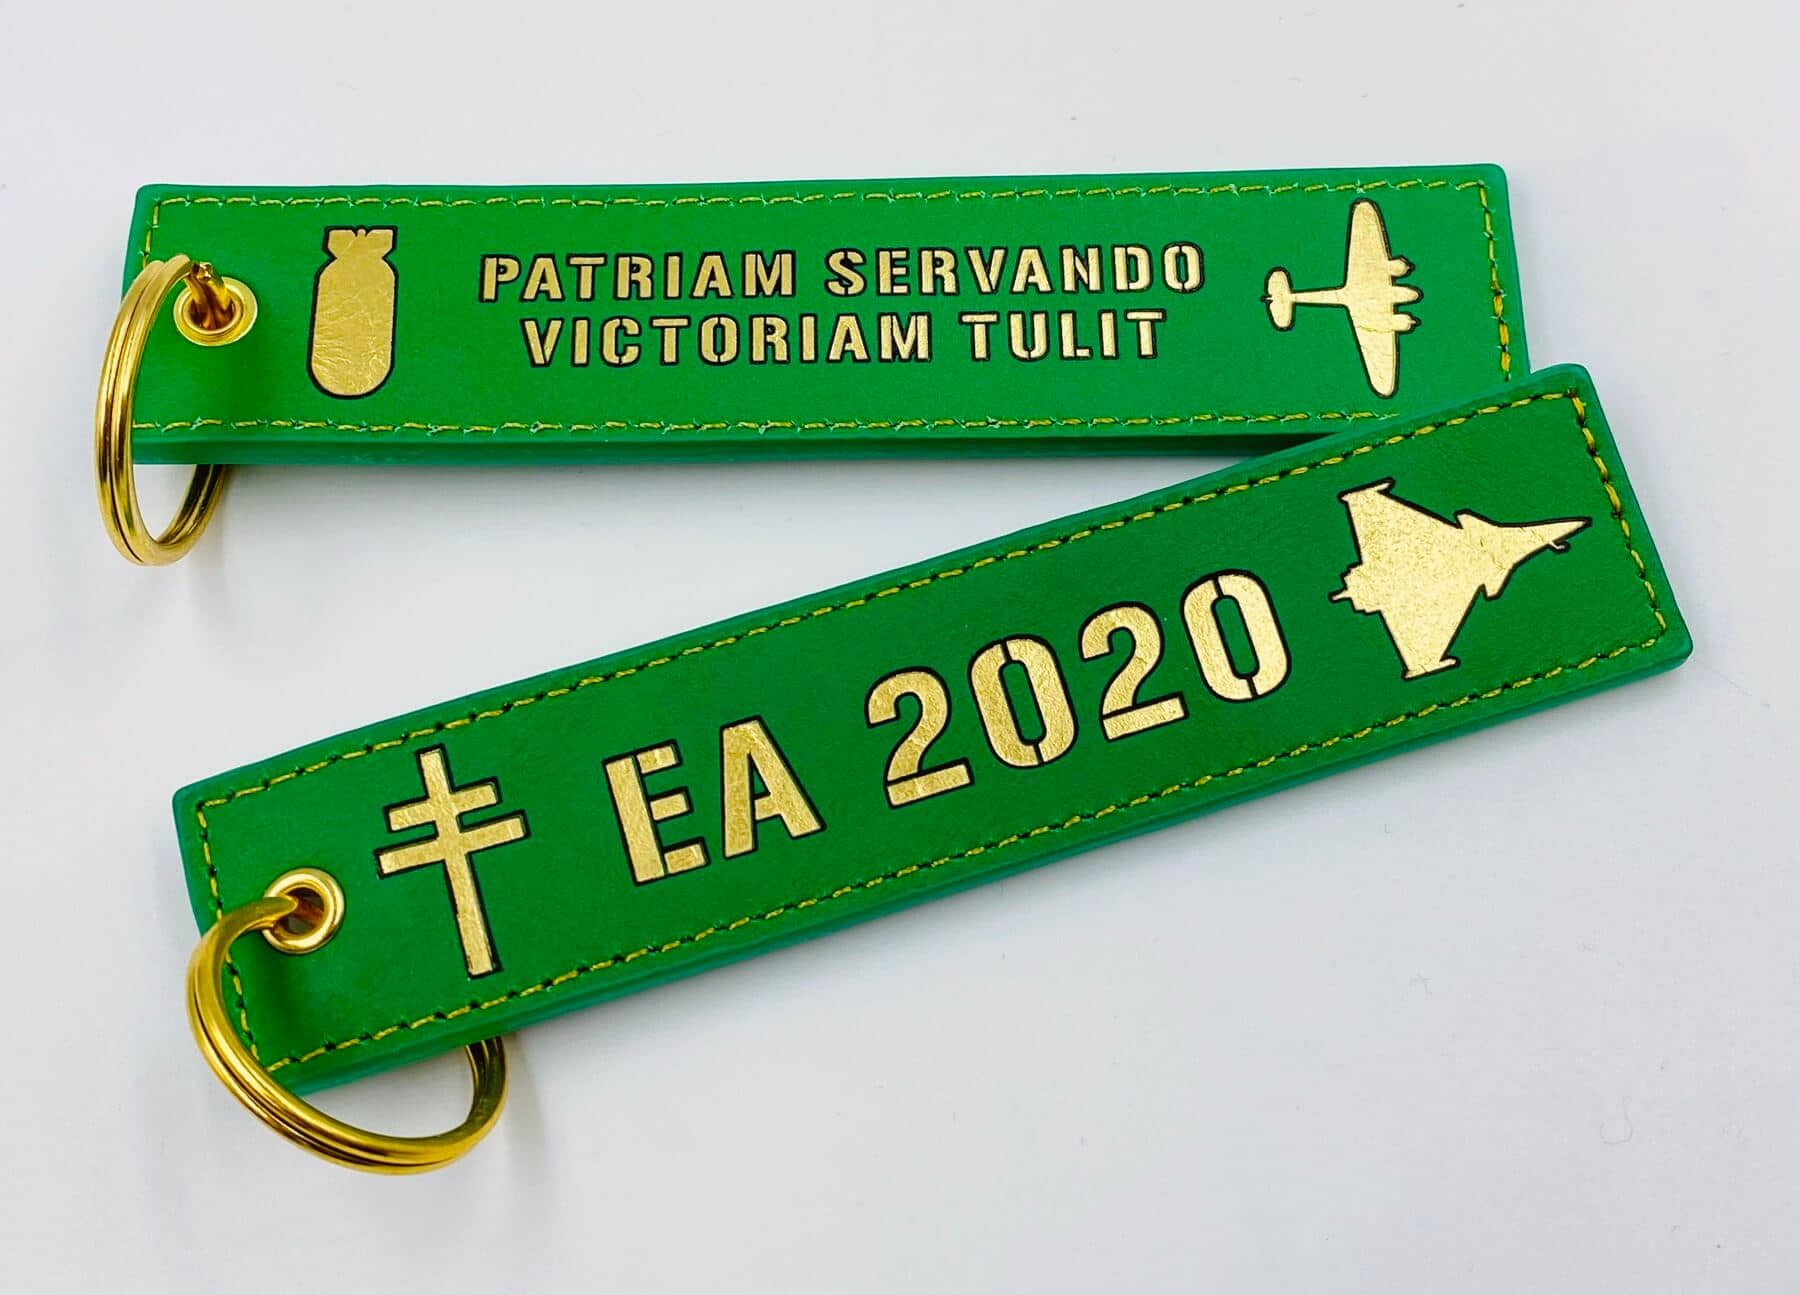 PATRIAM SERVANDO
VICTORIAM TULIT
EA 2020